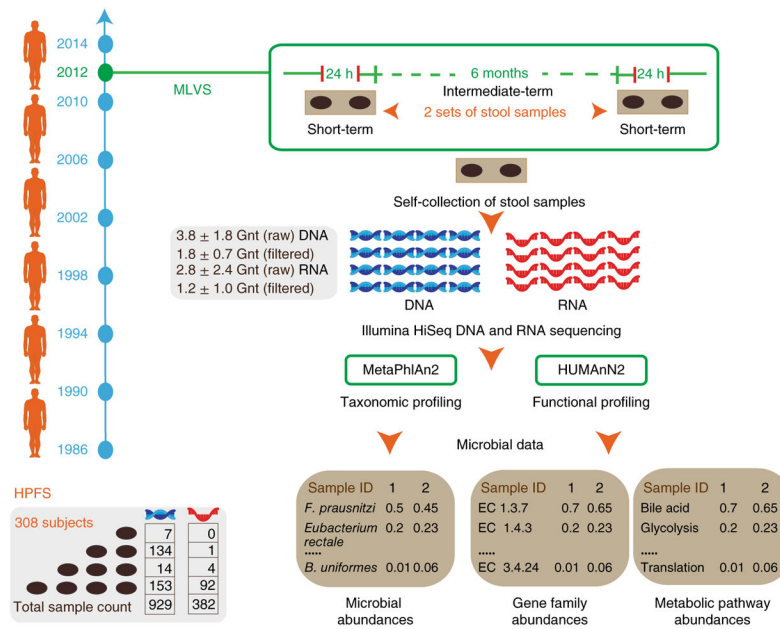 2014
2012
2010
2006
2002
1998
1994
1990
1986
MLVS
24 h
6 months
24 h
Intermediate-term
2 sets of stool samples
Short-term
Short-term
Self-collection of stool samples
3.8 ± 1.8 Gnt (raw) DNA
1.8 ± 0.7 Gnt (filtered)
2.8 ± 2.4 Gnt (raw) RNA
1.2 ± 1.0 Gnt (filtered)
DNA
RNA
Illumina HiSeq DNA and RNA sequencing
MetaPhlAn2
HUMAnN2
Taxonomic profiling
Functional profiling
Microbial data
HPFS
308 subjects
7 0
134 1
14 4
153 92
Total sample count 929 382
Sample ID 1 2
F. prausnitzi 0.5 0.45
Eubacterium 0.2 0.23
rectale
.....
B. uniformes 0.01 0.06
Microbial
abundances
Sample ID 1 2
EC 1.3.7 0.7 0.65
EC 1.4.3 0.2 0.23
.....
EC 3.4.24 0.01 0.06
Gene family
abundances
Sample ID 1 2
Bile acid 0.7 0.65
Glycolysis 0.2 0.23
.....
Translation 0.01 0.06
Metabolic pathway
abundances